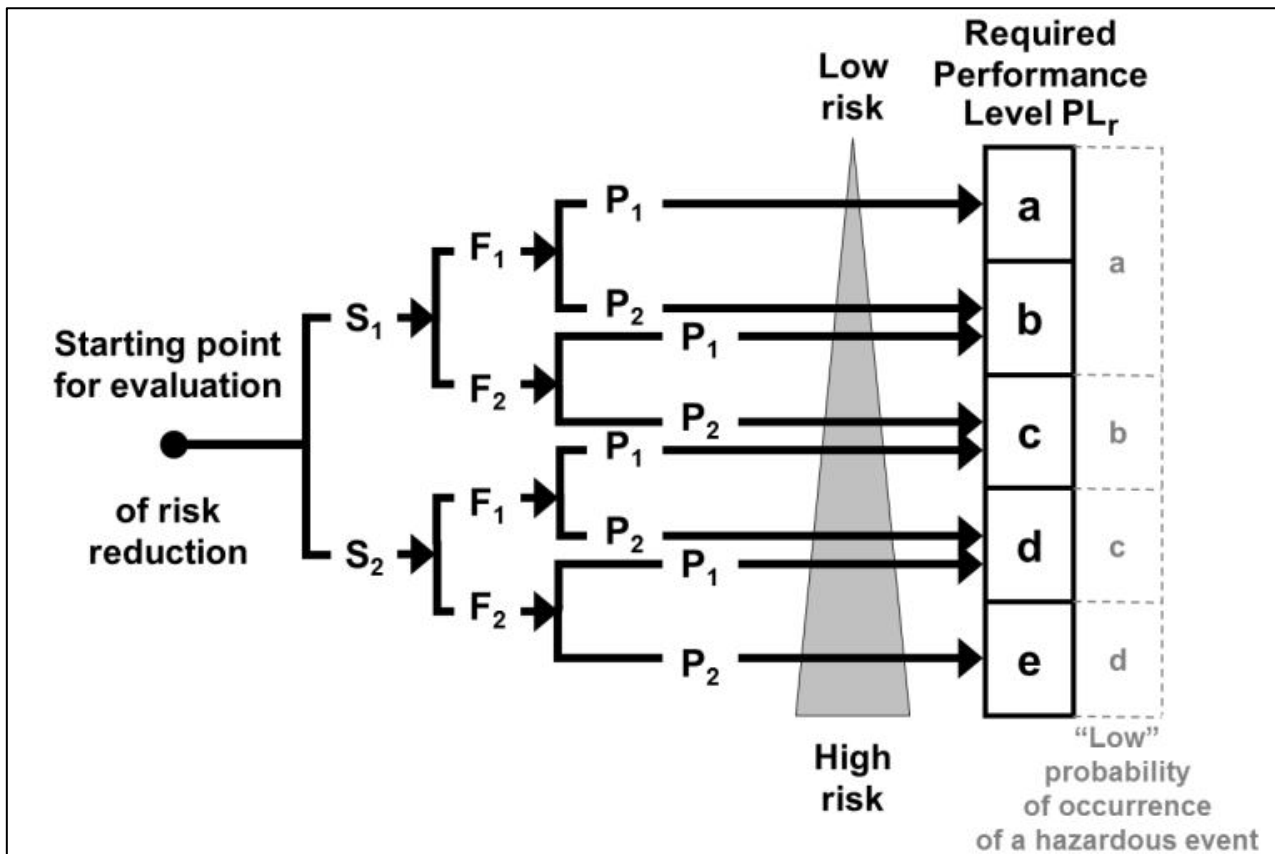 Required
Performance
Level PLr
Low
risk
Starting point
for evaluation
of risk
reduction
S1
F1
P1
P2
F2
P1
P2
S2
F1
P1
P2
F2
P1
P2
a
b
c
d
e
a
b
c
d
High
risk
“Low”
probability
of occurrence
of a hazardous event